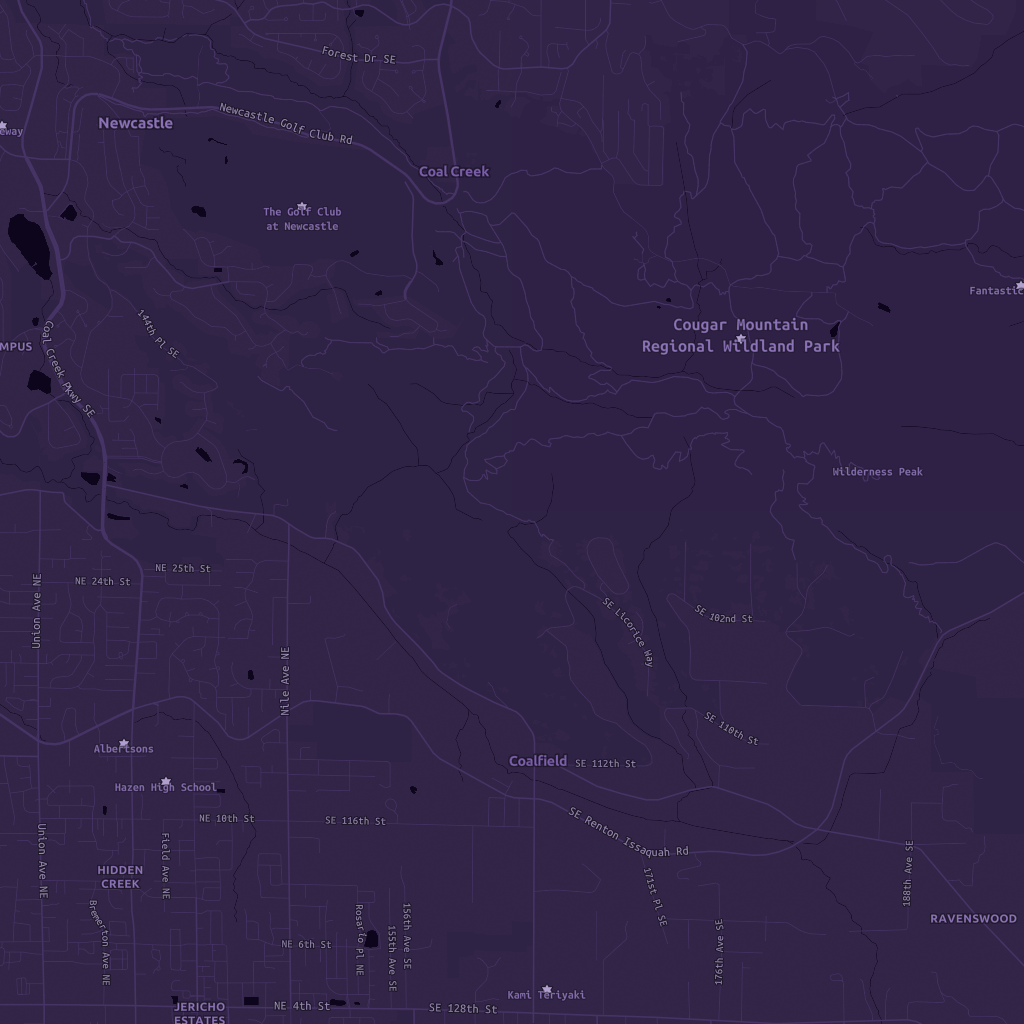 Forest Dr SE
Newcastle Golf Club Rd
Newcastle
eway
Coal Creek
The Golf Club
at Newcastle
Fantastic
Cougar Mountain
Regional Wildland Park
144th Pl SE
MPUS
Coal Creek Pkwy SE
Wilderness Peak
NE 25th St
NE 24th St
Union Ave NE
SE Licorice Way
SE 102nd St
Nile Ave NE
SE 110th St
Albertsons
Coalfield
SE 112th St
Hazen High School
NE 10th St
SE 116th St
SE Renton Issaquah Rd
Union Ave NE
Field Ave NE
HIDDEN
CREEK
171st Pl SE
188th Ave SE
Bremerton Ave NE
Rosario Pl NE
155th Ave SE
156th Ave SE
176th Ave SE
RAVENSWOOD
NE 6th St
Kami Teriyaki
JERICHO
ESTATES
NE 4th St
SE 128th St